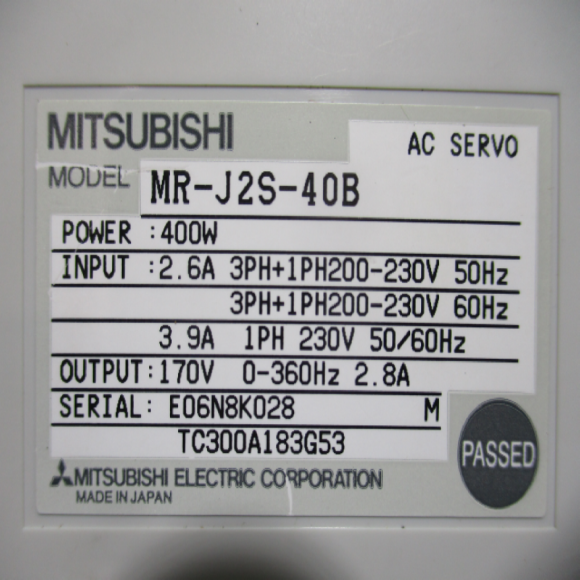 MITSUBISHI
AC SERVO
MODEL MR-J2S-40B
POWER :400W
INPUT :2.6A 3PH+1PH200-230V 50Hz
3PH+1PH200-230V 60Hz
3.9A 1PH 230V 50/60Hz
OUTPUT:170V 0-360Hz 2.8A
SERIAL: E06N8K028 M
TC300A183G53
PASSED
MITSUBISHI ELECTRIC CORPORATION
MADE IN JAPAN